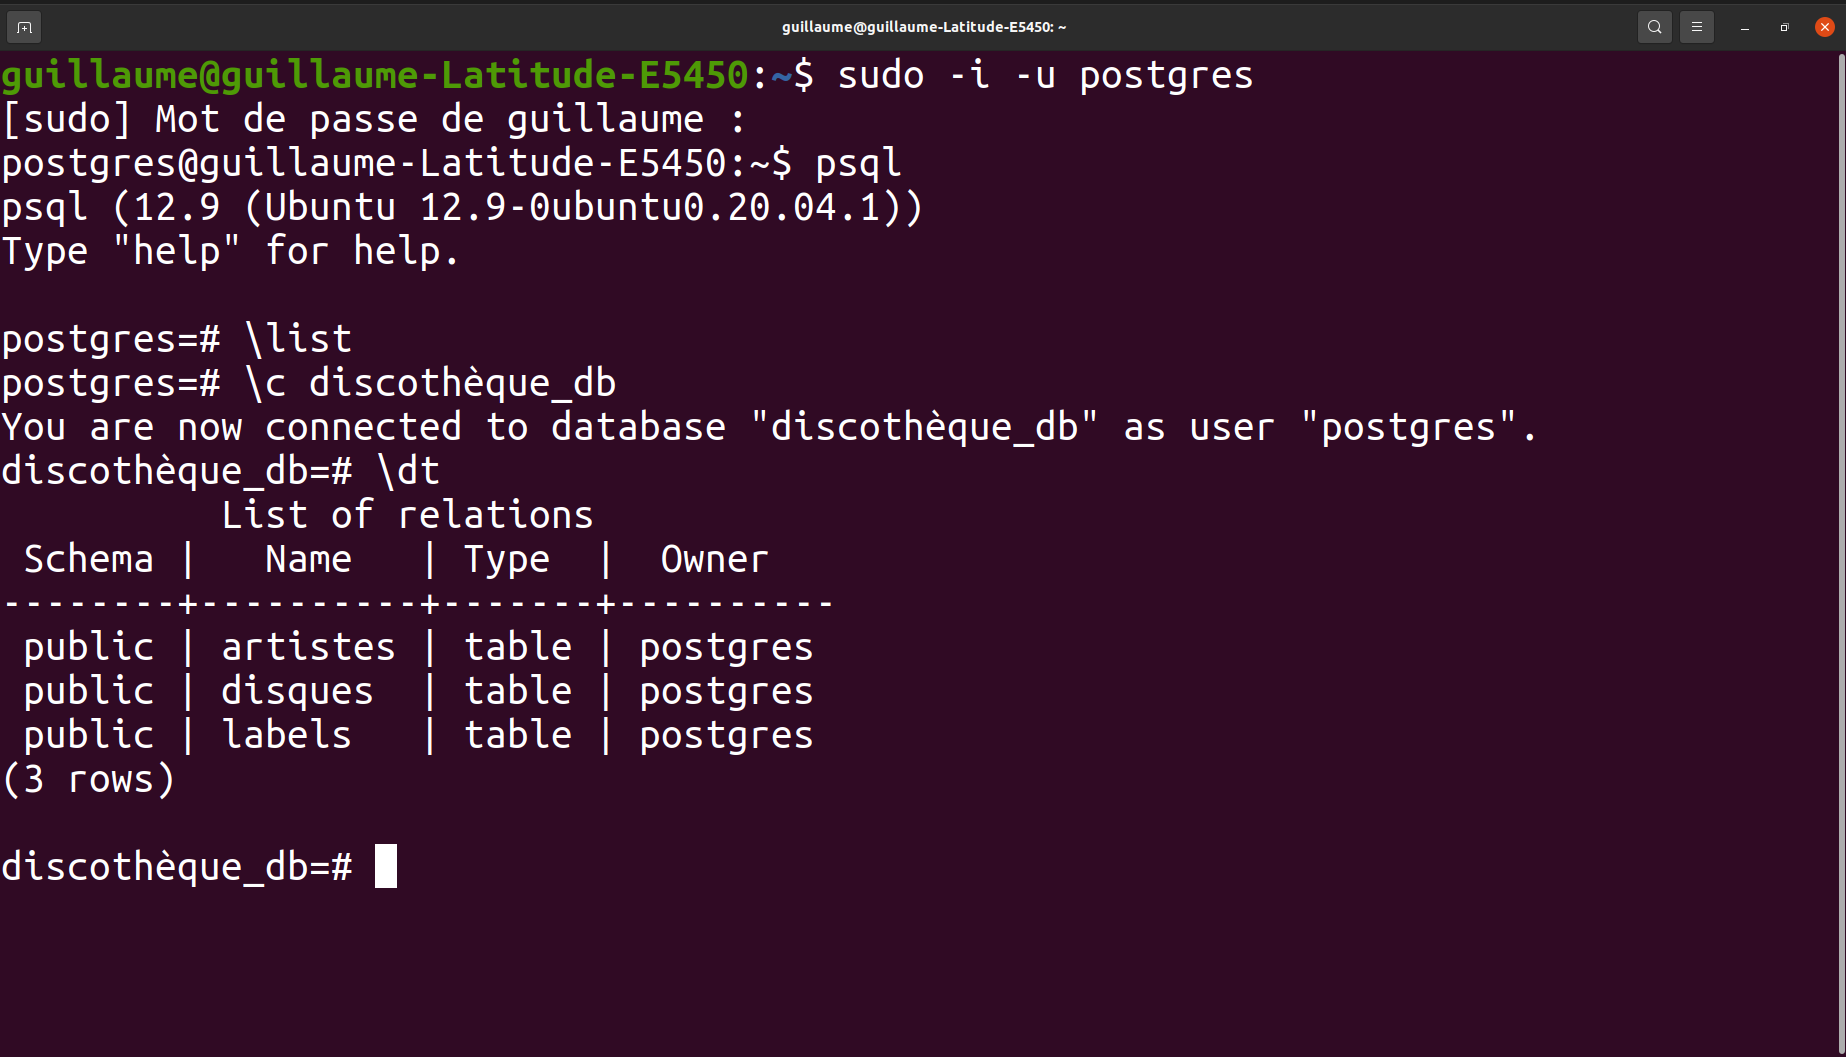 guillaume@guillaume-Latitude-E5450: ~
guillaume@guillaume-Latitude-E5450:~$ sudo -i -u postgres
[sudo] Mot de passe de guillaume :
postgres@guillaume-Latitude-E5450:~$ psql
psql (12.9 (Ubuntu 12.9-0ubuntu0.20.04.1))
Type "help" for help.
postgres=# \list
postgres=# \c discothèque_db
You are now connected to database "discothèque_db" as user "postgres".
discothèque_db=# \dt
          List of relations
 Schema |   Name   | Type  |  Owner
--------+----------+-------+----------
 public | artistes | table | postgres
 public | disques  | table | postgres
 public | labels   | table | postgres
(3 rows)
discothèque_db=#